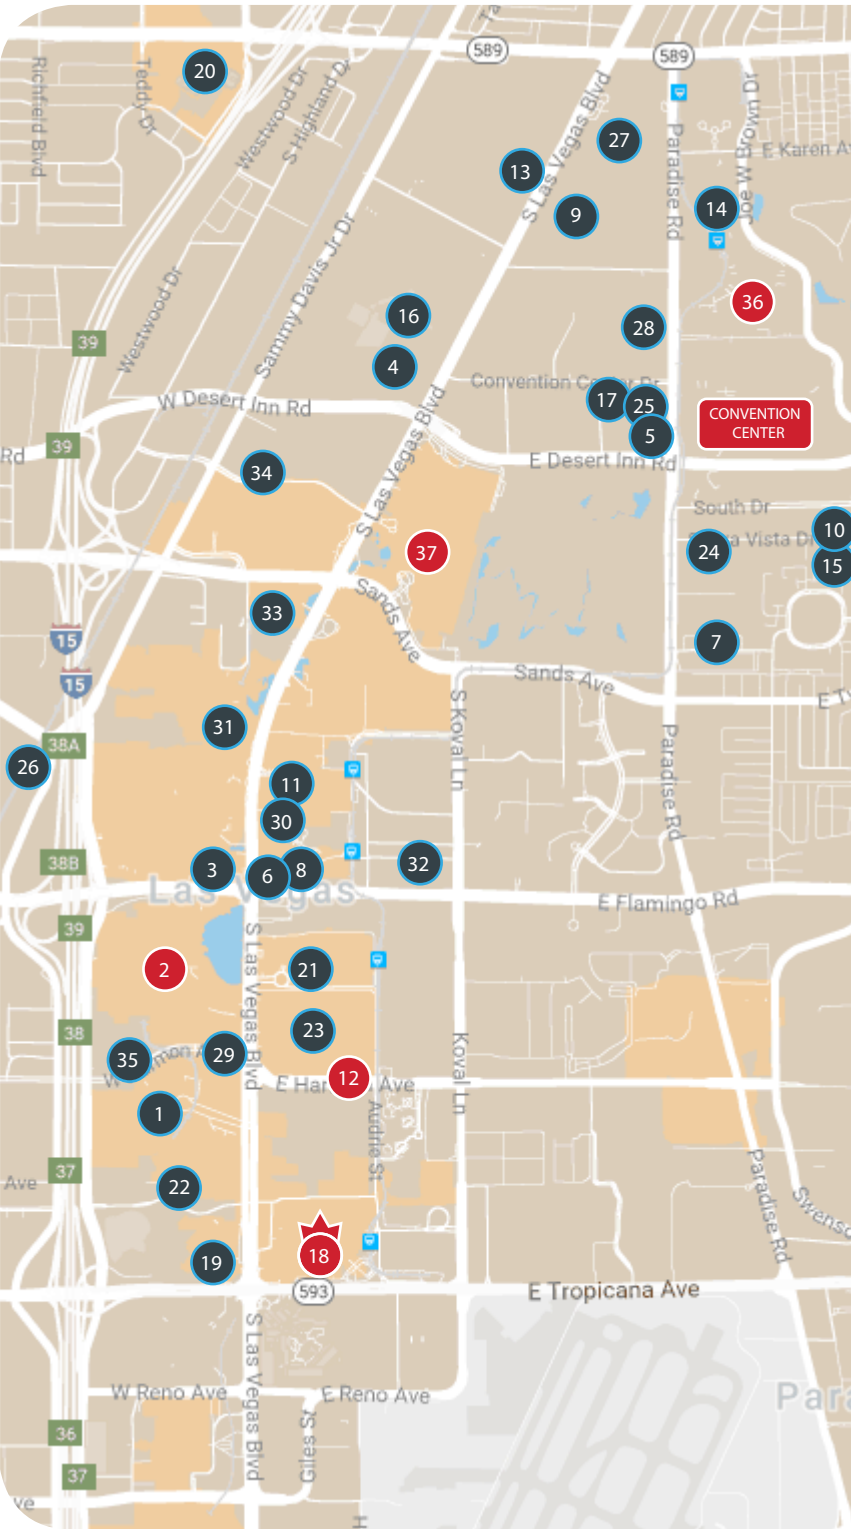 Ta
589
589
20
Richfield Blvd
Teddy Dr
Westwood Dr
S Highland Dr
S Las Vegas Blvd
27
13
9
Paradise Rd
Joe M Brown Dr
E Karen Av
14
36
Sammy Davis Jr Dr
Westwood Dr
16
28
39
4
Convention Center Dr
17
25
5
CONVENTION
CENTER
W Desert Inn Rd
S Las Vegas Blvd
39
Rd
E Desert Inn Rd
34
South Dr
10
24
a Vista D
15
37
Sands Ave
33
15
7
15
Sands Ave
E T
S Koval Ln
31
38A
26
Paradise Rd
11
30
38B
3
6
8
32
Las Vegas
E Flamingo Rd
39
S Las Vegas Blvd
2
21
38
23
Koval Ln
35
W
mon A
29
E Har
12
Ave
1
Audrie St
37
Ave
22
Paradise Rd
Swenso
18
19
593
E Tropicana Ave
S Las Vegas Blvd
W Reno Ave
E Reno Ave
Para
Giles St
36
37
ve
H